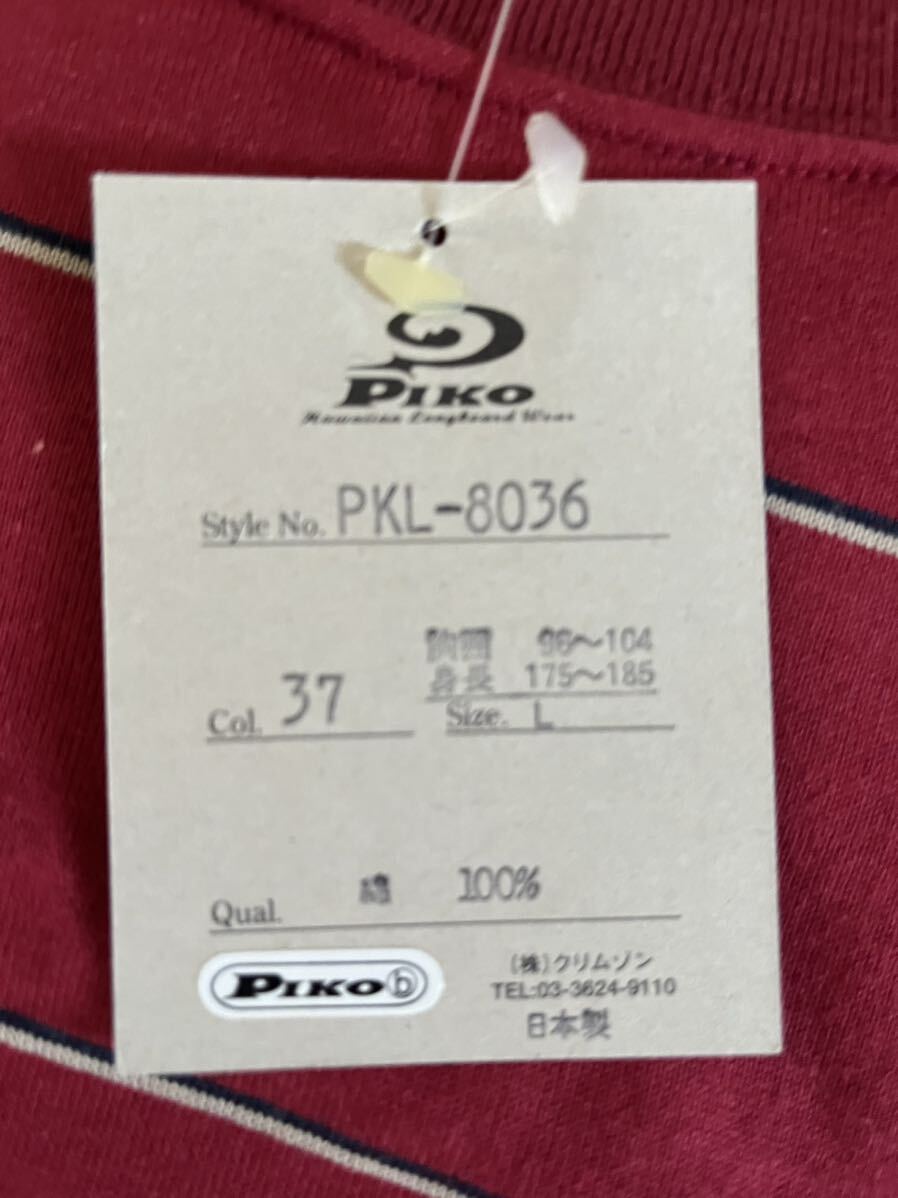 PIKO
Hawaiian Longboard Wear
Style No. PKL-8036
胸囲 96～104
身長 175～185
Col. 37
Size. L
Qual. 綿 100%
PIKO b
(株)クリムゾン
TEL:03-3624-9110
日本製